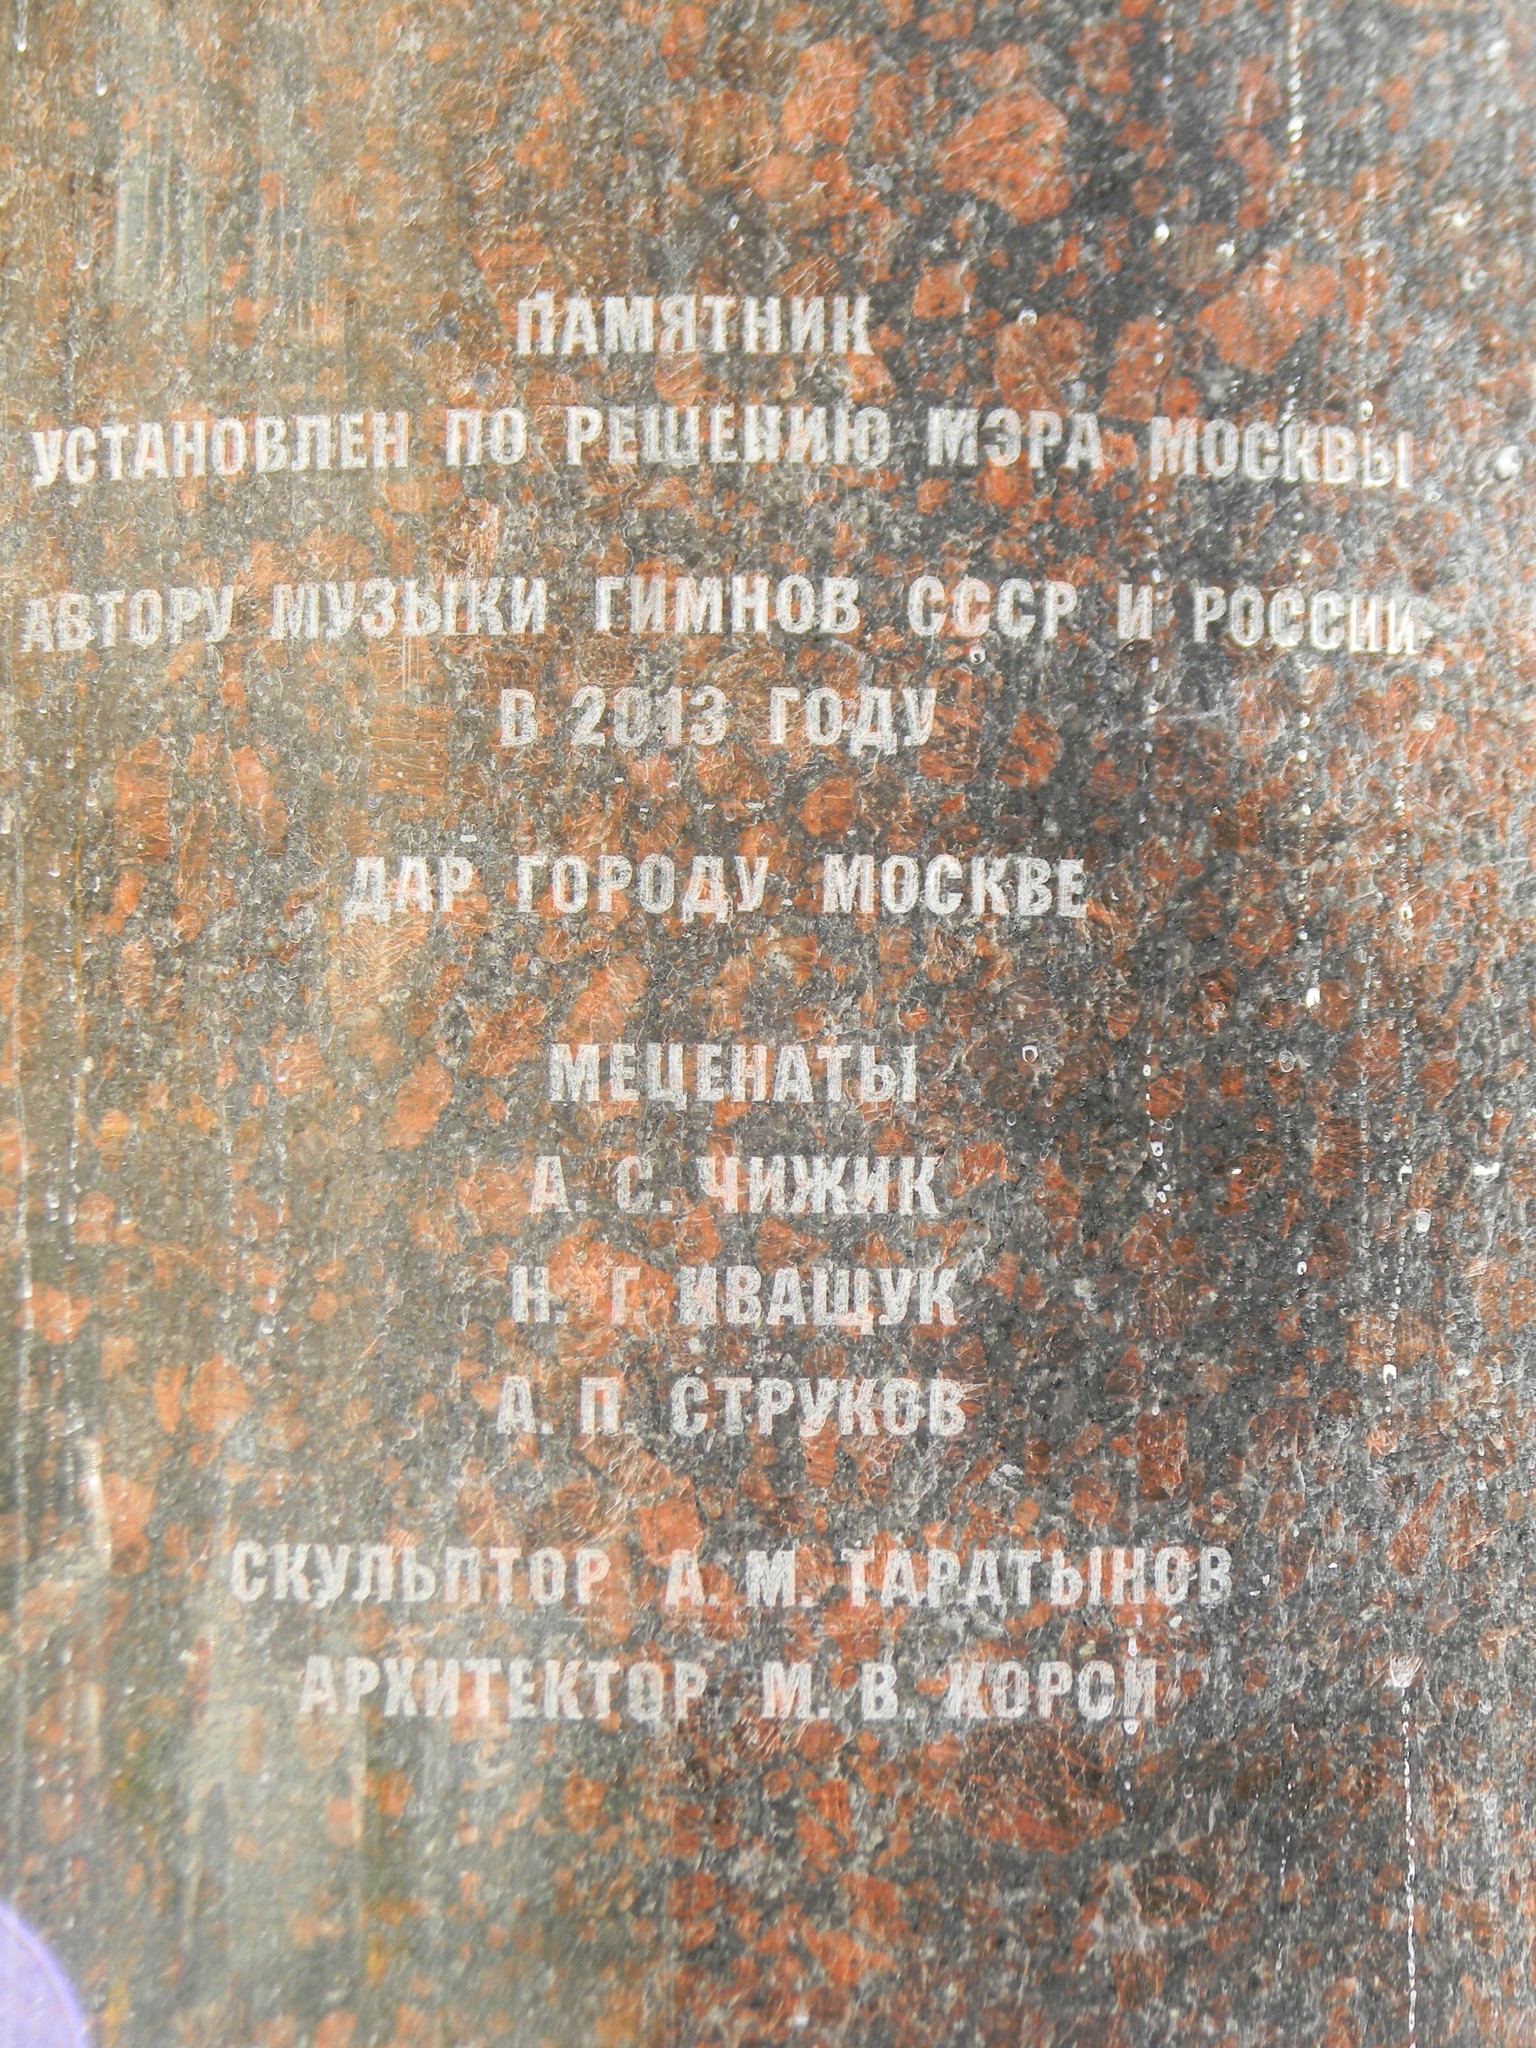 ПАМЯТНИК
УСТАНОВЛЕН ПО РЕШЕНИЮ МЭРА МОСКВЫ
АВТОРУ МУЗЫКИ ГИМНОВ СССР И РОССИИ
В 2013 ГОДУ
ДАР ГОРОДУ МОСКВЕ
МЕЦЕНАТЫ
А. С. ЧИЖИК
Н. Г. ИВАЩУК
А. П. СТРУКОВ
СКУЛЬПТОР А. М. ТАРАТЫНОВ
АРХИТЕКТОР М. В. КОРСИ